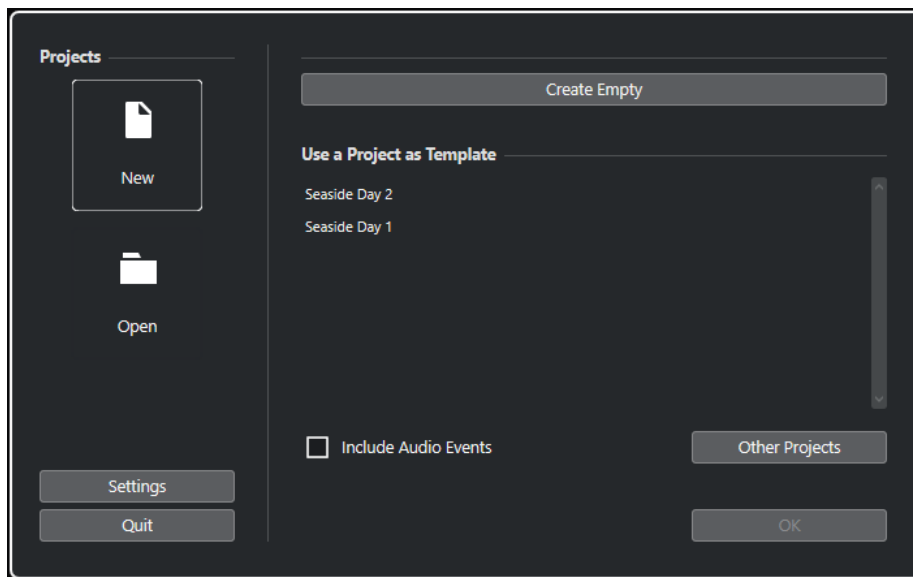 Projects
New
Open
Settings
Quit
Create Empty
Use a Project as Template
Seaside Day 2
Seaside Day 1
Include Audio Events
Other Projects
OK